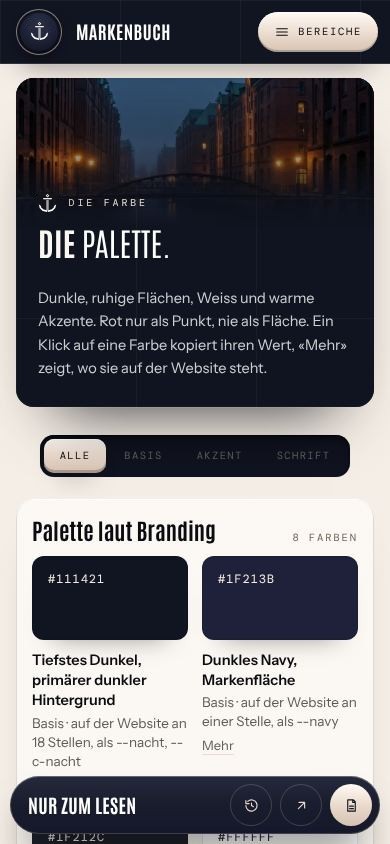 MARKENBUCH
BEREICHE
DIE FARBE
DIE PALETTE.
Dunkle, ruhige Flächen, Weiss und warme
Akzente. Rot nur als Punkt, nie als Fläche. Ein
Klick auf eine Farbe kopiert ihren Wert, «Mehr»
zeigt, wo sie auf der Website steht.
ALLE BASIS AKZENT SCHRIFT
Palette laut Branding
8 FARBEN
#111421
Tiefstes Dunkel,
primärer dunkler
Hintergrund
Basis · auf der Website an
18 Stellen, als --nacht, --
c-nacht
#1F213B
Dunkles Navy,
Markenfläche
Basis · auf der Website an
einer Stelle, als --navy
Mehr
NUR ZUM LESEN
#1F212C
#FFFFFF